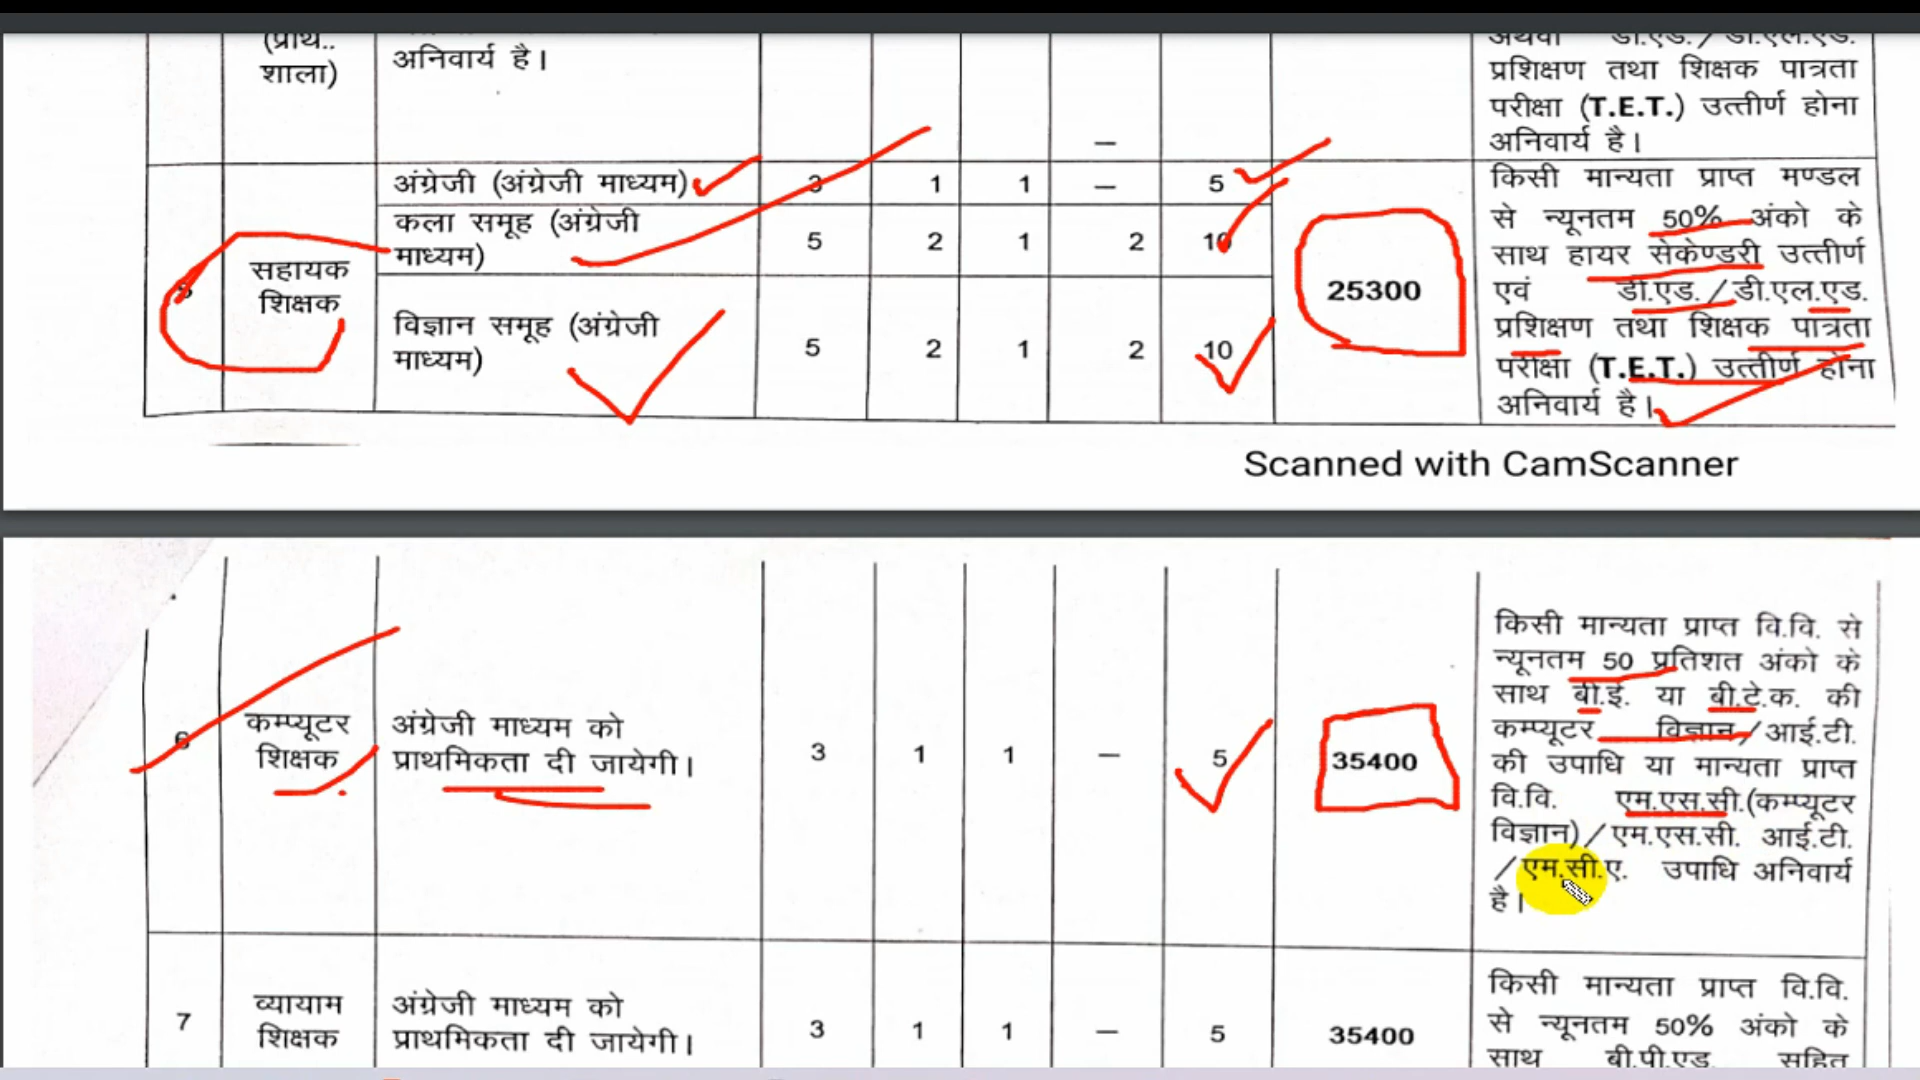 (प्राथ..
शाला)
अनिवार्य है।
—
अथवा डी.एड./डी.एल.एड.
प्रशिक्षण तथा शिक्षक पात्रता
परीक्षा (T.E.T.) उत्तीर्ण होना
अनिवार्य है।
5
सहायक
शिक्षक
अंग्रेजी (अंग्रेजी माध्यम)
3 1 1 — 5
कला समूह (अंग्रेजी
माध्यम)
5 2 1 2 10
विज्ञान समूह (अंग्रेजी
माध्यम)
5 2 1 2 10
25300
किसी मान्यता प्राप्त मण्डल
से न्यूनतम 50% अंको के
साथ हायर सेकेण्डरी उत्तीर्ण
एवं डी.एड./डी.एल.एड.
प्रशिक्षण तथा शिक्षक पात्रता
परीक्षा (T.E.T.) उत्तीर्ण होना
अनिवार्य है।
Scanned with CamScanner
6
कम्प्यूटर
शिक्षक
अंग्रेजी माध्यम को
प्राथमिकता दी जायेगी।
3 1 1 — 5
35400
किसी मान्यता प्राप्त वि.वि. से
न्यूनतम 50 प्रतिशत अंको के
साथ बी.ई. या बी.टे.क. की
कम्प्यूटर विज्ञान/आई.टी.
की उपाधि या मान्यता प्राप्त
वि.वि. एम.एस.सी.(कम्प्यूटर
विज्ञान)/एम.एस.सी. आई.टी.
/एम.सी.ए. उपाधि अनिवार्य
है।
7
व्यायाम
शिक्षक
अंग्रेजी माध्यम को
प्राथमिकता दी जायेगी।
3 1 1 — 5
35400
किसी मान्यता प्राप्त वि.वि.
से न्यूनतम 50% अंको के
साथ बी.पी.एड. सहित